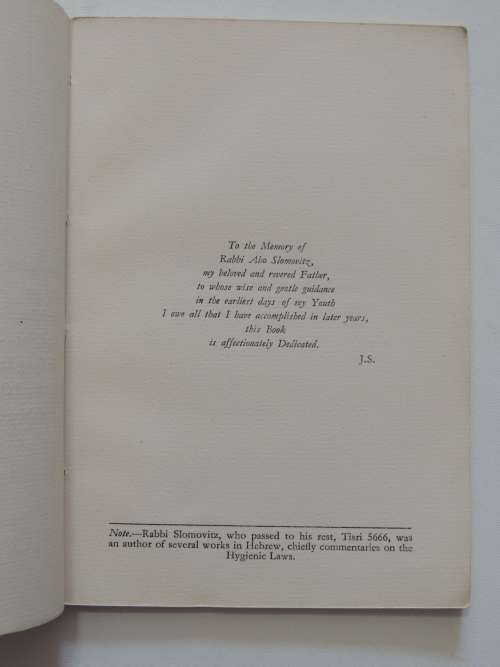 To the Memory of
Rabbi Abo Slomovitz,
my beloved and revered Father,
to whose wise and gentle guidance
in the earliest days of my Youth
I owe all that I have accomplished in later years,
this Book
is affectionately Dedicated.
J.S.
Note.—Rabbi Slomovitz, who passed to his rest, Tisri 5666, was
an author of several works in Hebrew, chiefly commentaries on the
Hygienic Laws.